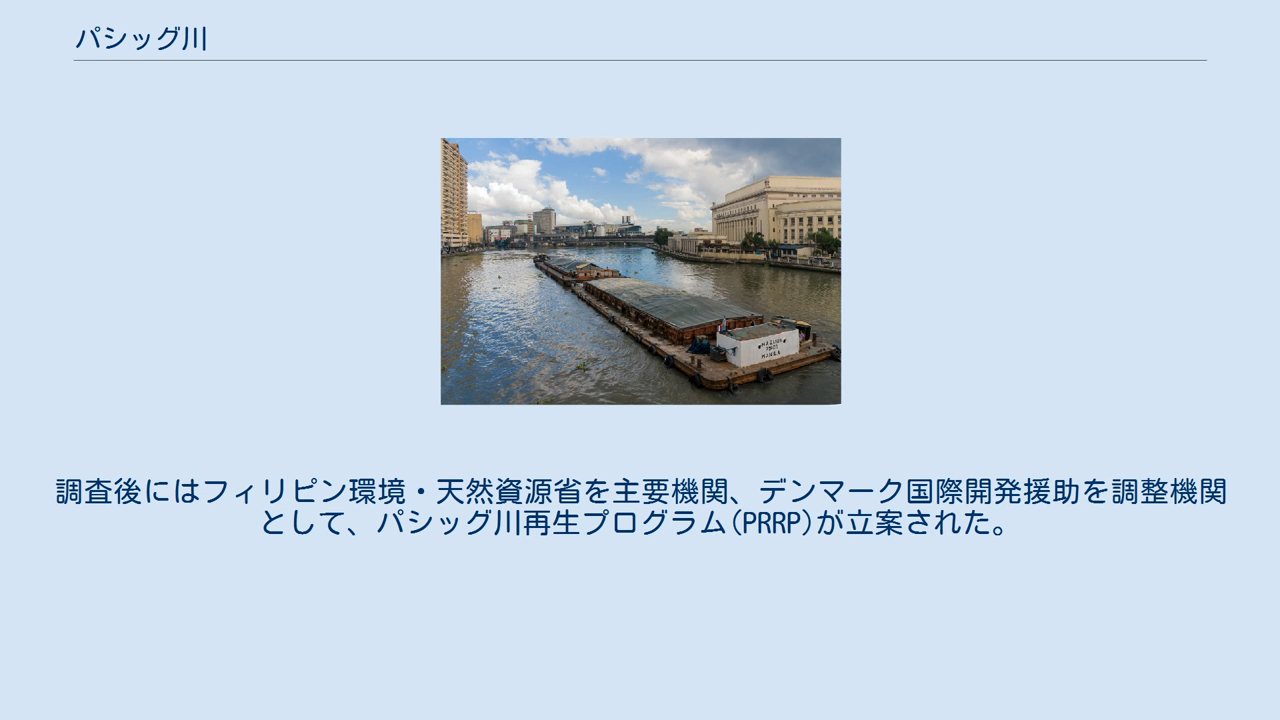 パシッグ川
MANILA
調査後にはフィリピン環境・天然資源省を主要機関、デンマーク国際開発援助を調整機関
として、パシッグ川再生プログラム(PRRP)が立案された。